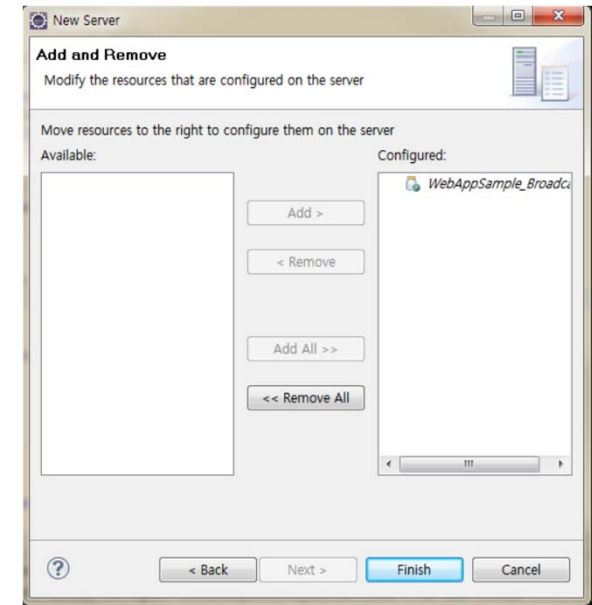 New Server
Add and Remove
Modify the resources that are configured on the server
Move resources to the right to configure them on the server
Available:
Configured:
Add >
< Remove
Add All >>
<< Remove All
WebAppSample_Broadca
< Back
Next >
Finish
Cancel